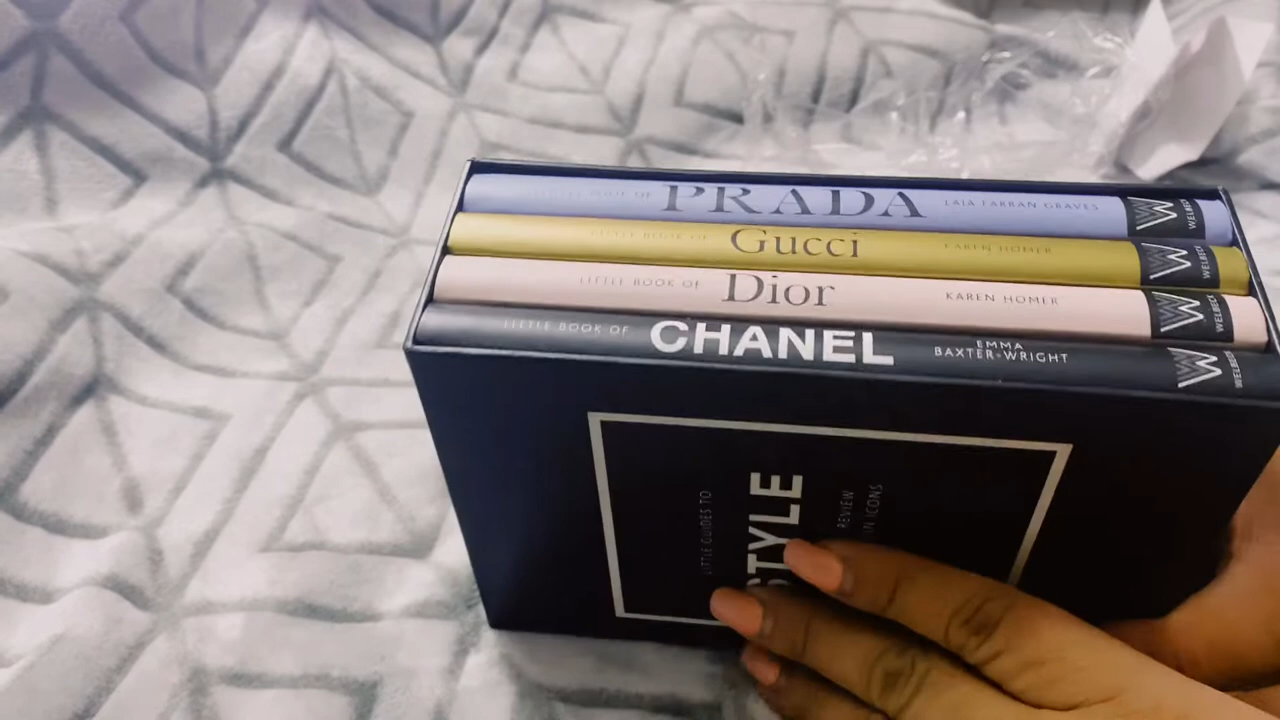 LITTLE BOOK OF PRADA LAIA FARRAN GRAVES W WELBECK
LITTLE BOOK OF Gucci KAREN HOMER W WELBECK
LITTLE BOOK OF Dior KAREN HOMER W WELBECK
LITTLE BOOK OF CHANEL EMMA BAXTER-WRIGHT W WELBECK
LITTLE GUIDES TO
STYLE
REVIEW
ICONS